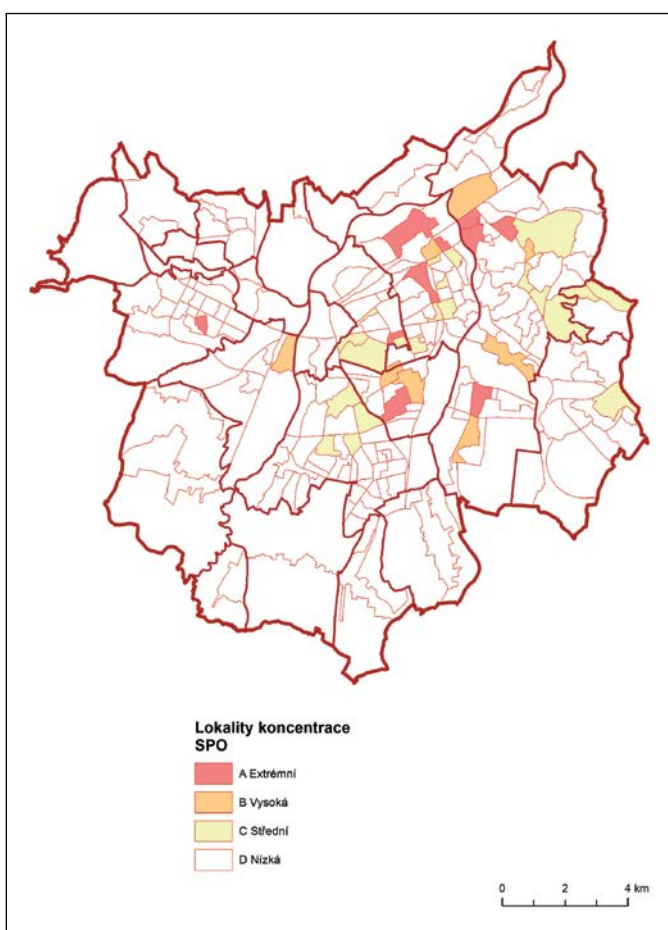 Lokality koncentrace
SPO
A Extrémní
B Vysoká
C Střední
D Nízká
0 2 4 km